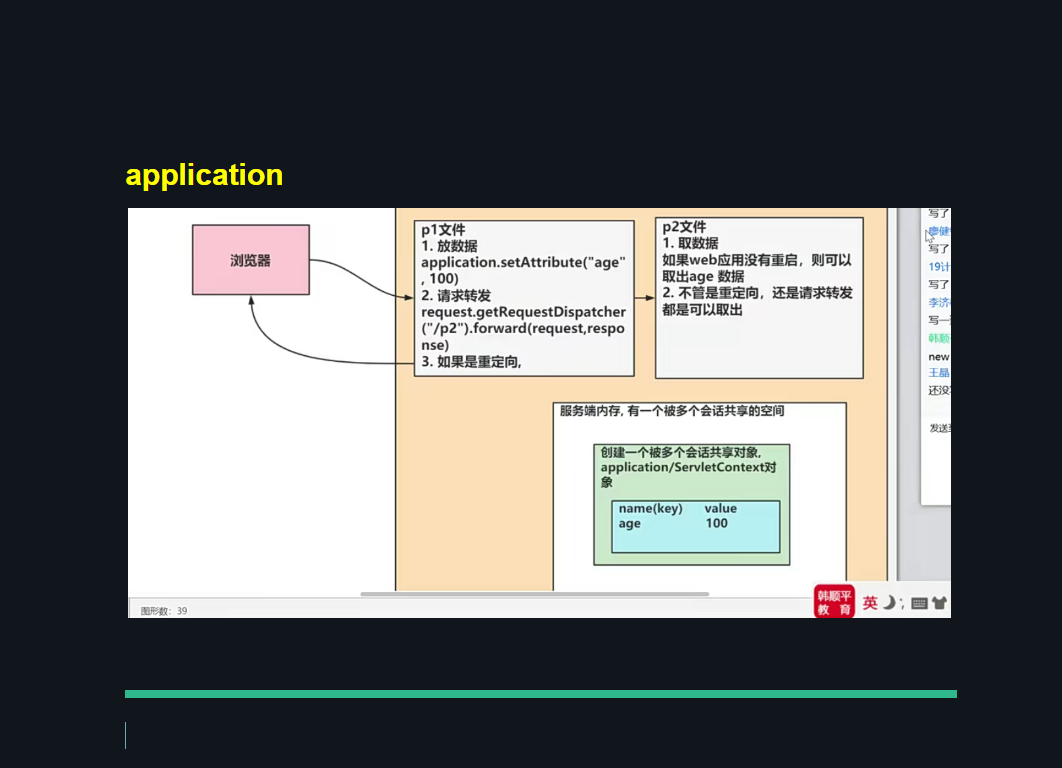 application
浏览器
p1文件
1. 放数据
application.setAttribute("age"
, 100)
2. 请求转发
request.getRequestDispatcher
("/p2").forward(request,respo
nse)
3. 如果是重定向,
p2文件
1. 取数据
如果web应用没有重启，则可以
取出age 数据
2. 不管是重定向，还是请求转发
都是可以取出
服务端内存, 有一个被多个会话共享的空间
创建一个被多个会话共享对象,
application/ServletContext对
象
name(key) value
age 100
写了
廖健
写了
19计
写了
李济
写一
韩顺
new
王晶
还没
发送至
图形数：39
韩顺平
教 育
英